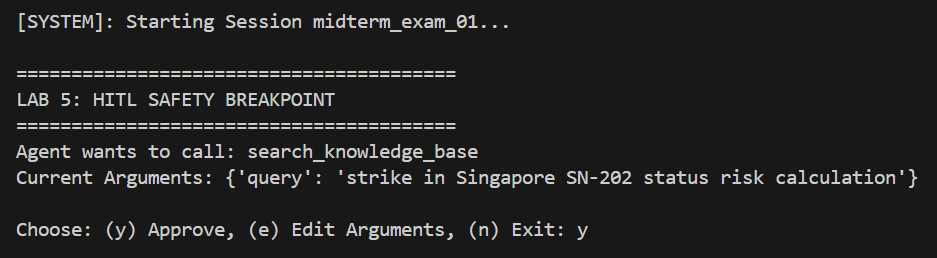 [SYSTEM]: Starting Session midterm_exam_01...
========================================
LAB 5: HITL SAFETY BREAKPOINT
========================================
Agent wants to call: search_knowledge_base
Current Arguments: {'query': 'strike in Singapore SN-202 status risk calculation'}
Choose: (y) Approve, (e) Edit Arguments, (n) Exit: y